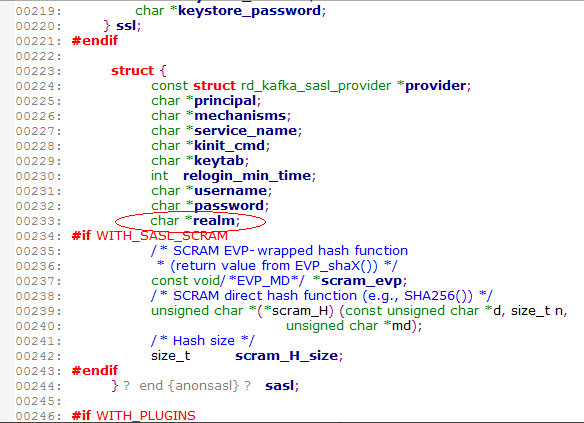 00219: char *keystore_password;
00220: } ssl;
00221: #endif
00222:
00223: struct {
00224: const struct rd_kafka_sasl_provider *provider;
00225: char *principal;
00226: char *mechanisms;
00227: char *service_name;
00228: char *kinit_cmd;
00229: char *keytab;
00230: int relogin_min_time;
00231: char *username;
00232: char *password;
00233: char *realm;
00234: #if WITH_SASL_SCRAM
00235: /* SCRAM EVP-wrapped hash function
00236: * (return value from EVP_shaX()) */
00237: const void/*EVP_MD*/ *scram_evp;
00238: /* SCRAM direct hash function (e.g., SHA256()) */
00239: unsigned char *(*scram_H) (const unsigned char *d, size_t n,
00240: unsigned char *md);
00241: /* Hash size */
00242: size_t scram_H_size;
00243: #endif
00244: } ? end {anonsasl} ? sasl;
00245:
00246: #if WITH_PLUGINS